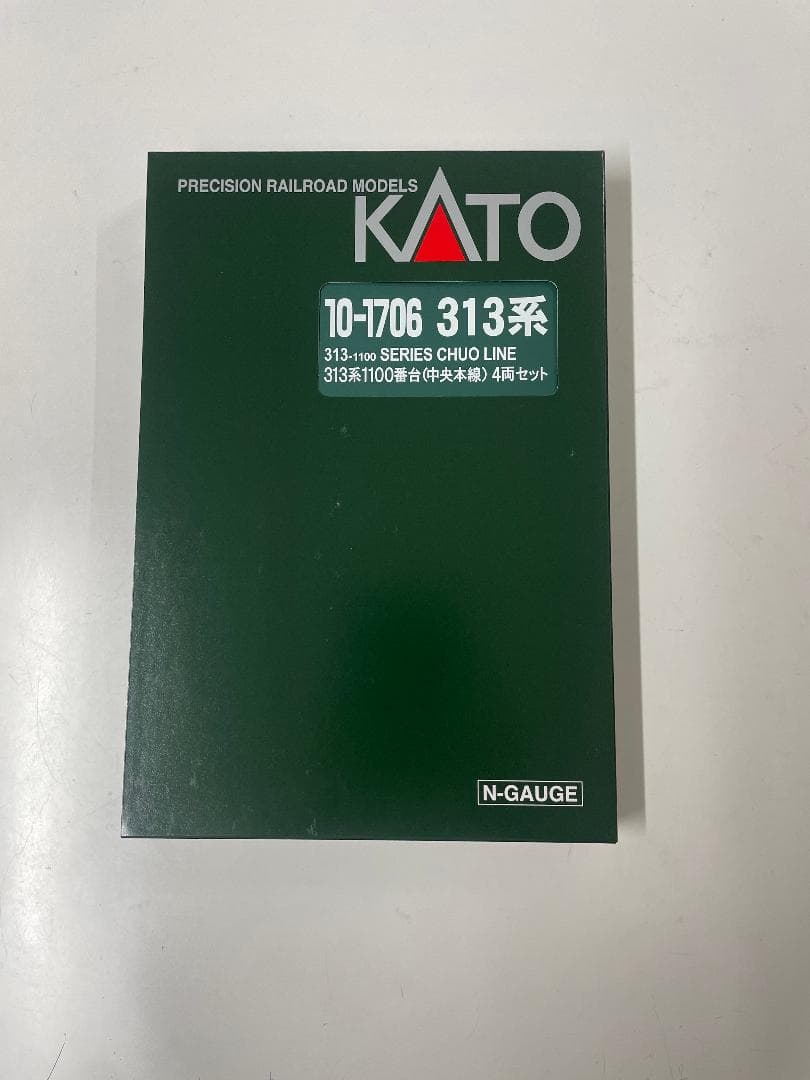 PRECISION RAILROAD MODELS
KATO
10-1706 313系
313-1100 SERIES CHUO LINE
313系1100番台(中央本線) 4両セット
N-GAUGE